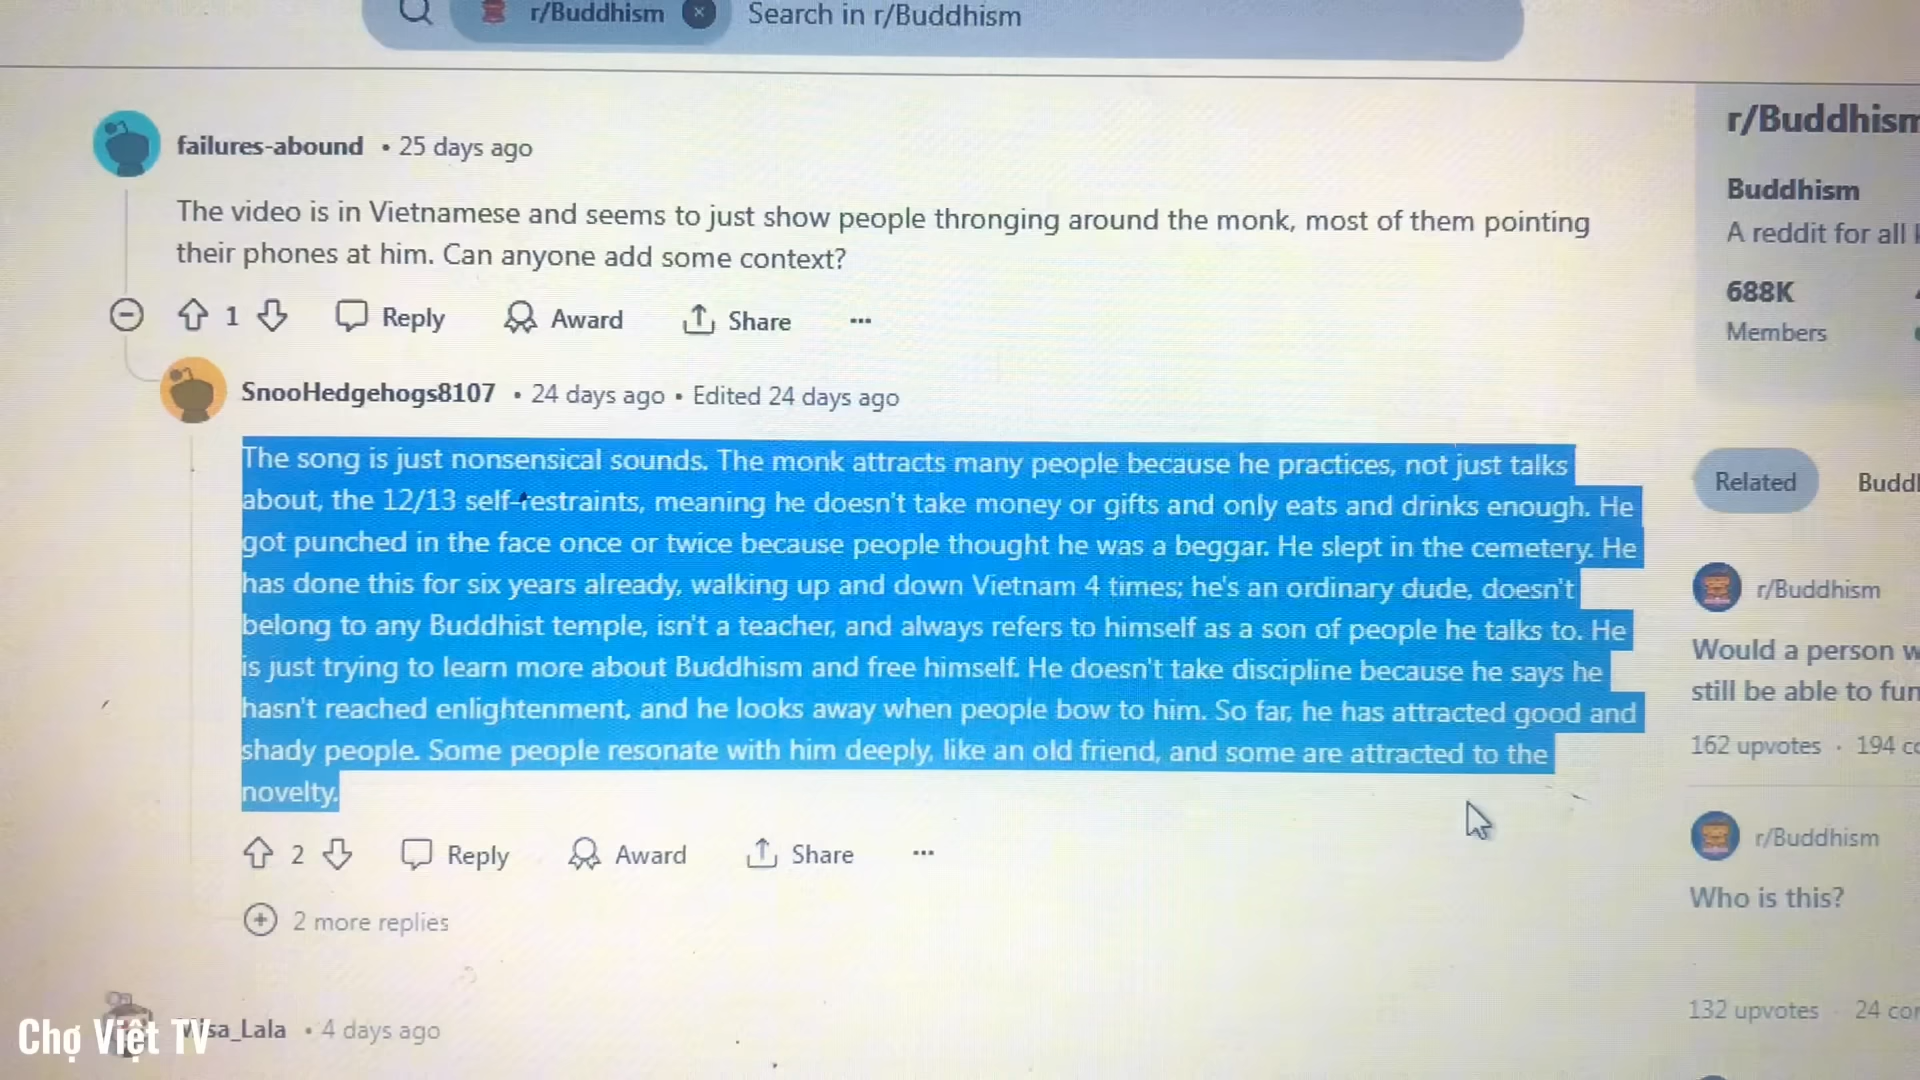 r/Buddhism
Search in r/Buddhism
failures-abound • 25 days ago
The video is in Vietnamese and seems to just show people thronging around the monk, most of them pointing
their phones at him. Can anyone add some context?
1 Reply Award Share ...
SnooHedgehogs8107 • 24 days ago • Edited 24 days ago
The song is just nonsensical sounds. The monk attracts many people because he practices, not just talks
about, the 12/13 self-restraints, meaning he doesn't take money or gifts and only eats and drinks enough. He
got punched in the face once or twice because people thought he was a beggar. He slept in the cemetery. He
has done this for six years already, walking up and down Vietnam 4 times; he's an ordinary dude, doesn't
belong to any Buddhist temple, isn't a teacher, and always refers to himself as a son of people he talks to. He
is just trying to learn more about Buddhism and free himself. He doesn't take discipline because he says he
hasn't reached enlightenment, and he looks away when people bow to him. So far, he has attracted good and
shady people. Some people resonate with him deeply, like an old friend, and some are attracted to the
novelty.
2 Reply Award Share ...
2 more replies
sa_Lala • 4 days ago
Chợ Việt TV
r/Buddhism
Buddhism
A reddit for all
688K
Members
Related
r/Buddhism
Would a person
still be able to
162 upvotes · 194
r/Buddhism
Who is this?
132 upvotes · 24